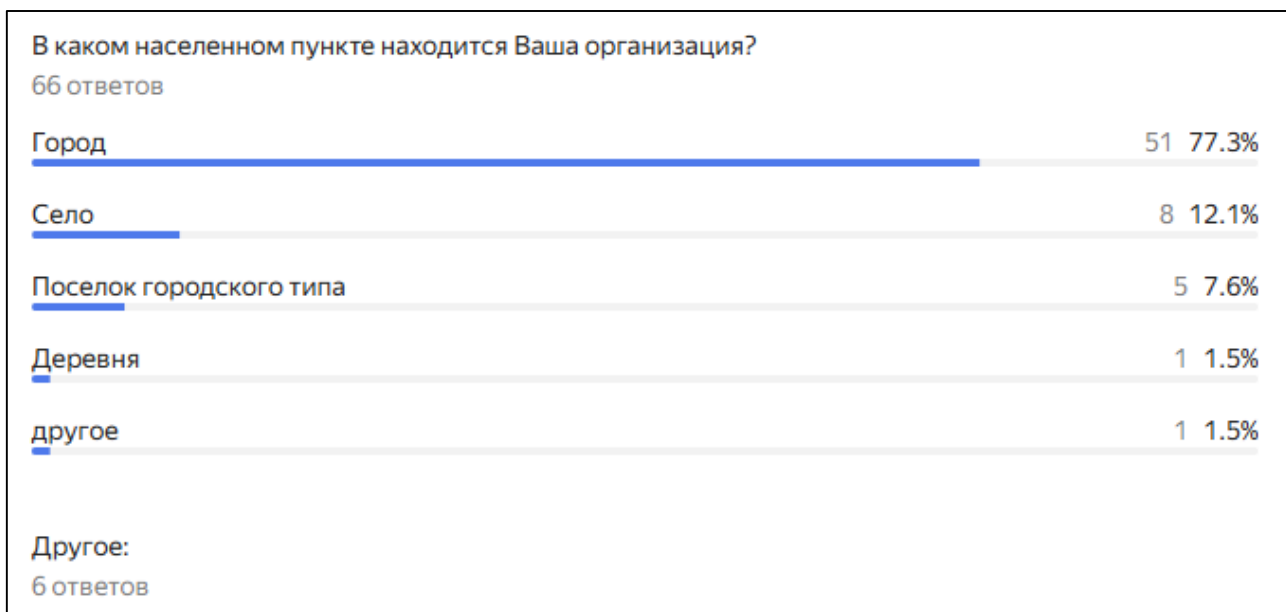 В каком населенном пункте находится Ваша организация?
66 ответов
Город 51 77.3%
Село 8 12.1%
Поселок городского типа 5 7.6%
Деревня 1 1.5%
другое 1 1.5%
Другое:
6 ответов